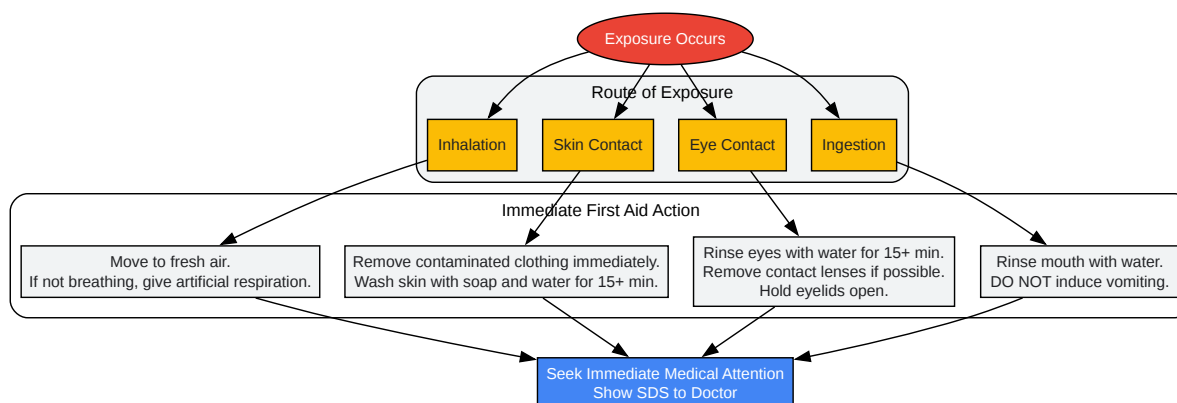 Exposure Occurs
Route of Exposure
Inhalation
Skin Contact
Eye Contact
Ingestion
Immediate First Aid Action
Move to fresh air.
If not breathing, give artificial respiration.
Remove contaminated clothing immediately.
Wash skin with soap and water for 15+ min.
Rinse eyes with water for 15+ min.
Remove contact lenses if possible.
Hold eyelids open.
Rinse mouth with water.
DO NOT induce vomiting.
Seek Immediate Medical Attention
Show SDS to Doctor